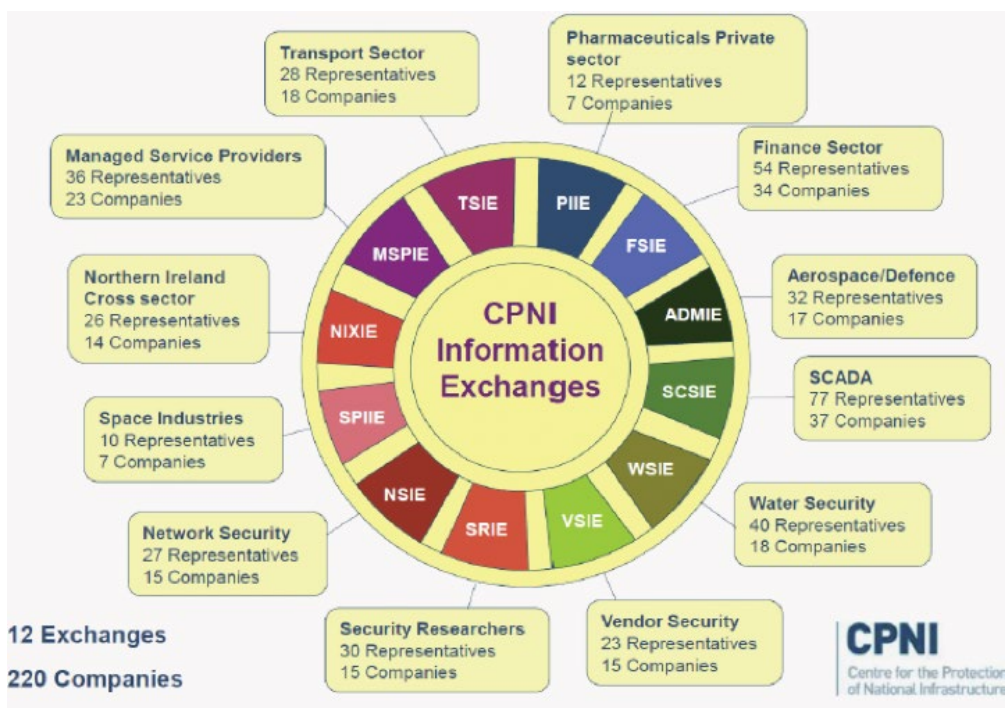 Transport Sector
28 Representatives
18 Companies
Pharmaceuticals Private
sector
12 Representatives
7 Companies
Finance Sector
54 Representatives
34 Companies
Aerospace/Defence
32 Representatives
17 Companies
SCADA
77 Representatives
37 Companies
Water Security
40 Representatives
18 Companies
Vendor Security
23 Representatives
15 Companies
Security Researchers
30 Representatives
15 Companies
Network Security
27 Representatives
15 Companies
Space Industries
10 Representatives
7 Companies
Northern Ireland
Cross sector
26 Representatives
14 Companies
Managed Service Providers
36 Representatives
23 Companies
TSIE
PIIE
FSIE
ADMIE
SCSIE
WSIE
VSIE
SRIE
NSIE
SPIIE
NIXIE
MSPIE
CPNI
Information
Exchanges
12 Exchanges
220 Companies
CPNI
Centre for the Protection
of National Infrastructure